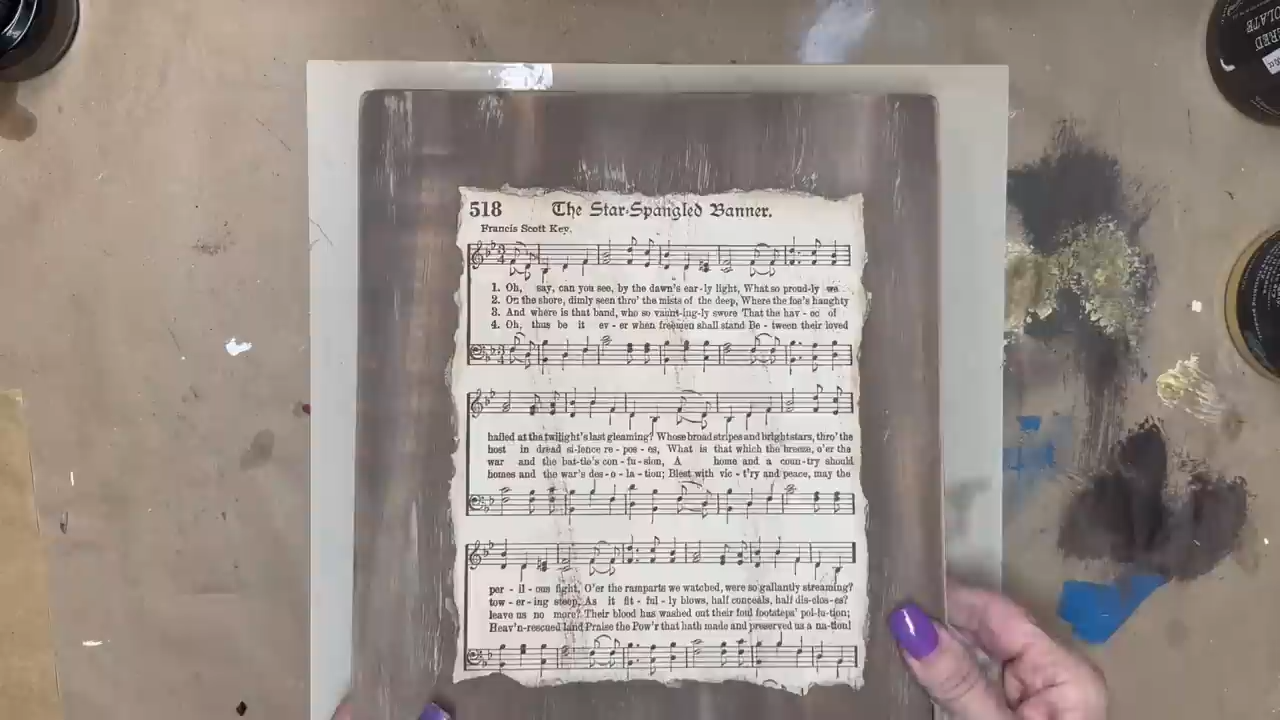 518 The Star-Spangled Banner.
Francis Scott Key.
1. Oh, say, can you see, by the dawn's ear-ly light, What so proud-ly we
2. On the shore, dimly seen thro' the mists of the deep, Where the foe's haughty
3. And where is that band, who so vaunt-ing-ly swore That the hav-oc of
4. Oh, thus be it ev-er when freemen shall stand Be-tween their loved
hailed at the twilight's last gleaming? Whose broad stripes and bright stars, thro' the
host in dread si-lence re-pos-es, What is that which the breeze, o'er the
war and the bat-tle's con-fu-sion, A home and a coun-try should
homes and the war's des-o-la-tion; Blest with vic-t'ry and peace, may the
per-il-ous fight, O'er the ramparts we watched, were so gallantly streaming?
tow-er-ing steep, As it fit-ful-ly blows, half conceals, half dis-clos-es?
leave us no more? Their blood has washed out their foul footsteps' pol-lu-tion;
Heav'n-rescued land Praise the Pow'r that hath made and preserved us a na-tion!